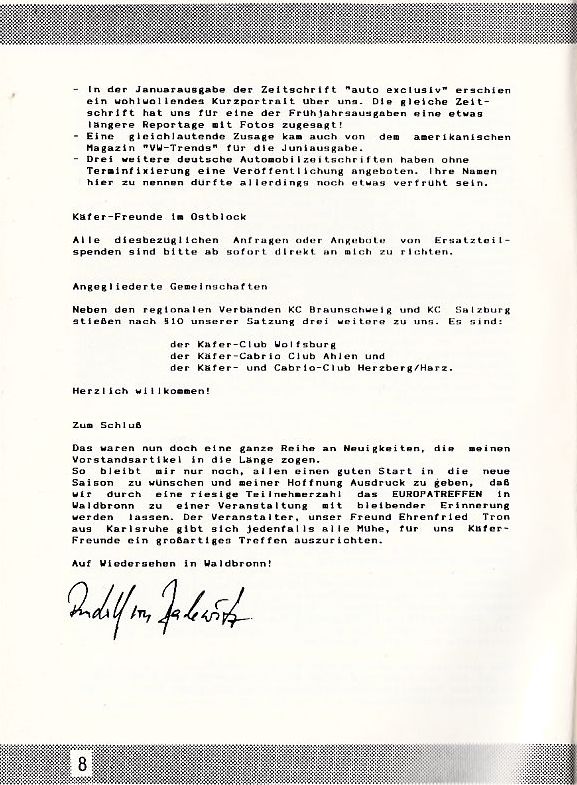 - In der Januarausgabe der Zeitschrift "auto exclusiv" erschien
ein wohlwollendes Kurzportrait über uns. Die gleiche Zeit-
schrift hat uns für eine der Frühjahrsausgaben eine etwas
längere Reportage mit Fotos zugesagt!
- Eine gleichlautende Zusage kam auch von dem amerikanischen
Magazin "VW-Trends" für die Juniausgabe.
- Drei weitere deutsche Automobilzeitschriften haben ohne
Terminfixierung eine Veröffentlichung angeboten. Ihre Namen
hier zu nennen dürfte allerdings noch etwas verfrüht sein.
Käfer-Freunde im Ostblock
Alle diesbezüglichen Anfragen oder Angebote von Ersatzteil-
spenden sind bitte ab sofort direkt an mich zu richten.
Angegliederte Gemeinschaften
Neben den regionalen Verbänden KC Braunschweig und KC Salzburg
stießen nach §10 unserer Satzung drei weitere zu uns. Es sind:
der Käfer-Club Wolfsburg
der Käfer-Cabrio Club Ahlen und
der Käfer- und Cabrio-Club Herzberg/Harz.
Herzlich willkommen!
Zum Schluß
Das waren nun doch eine ganze Reihe an Neuigkeiten, die meinen
Vorstandsartikel in die Länge zogen.
So bleibt mir nur noch, allen einen guten Start in die neue
Saison zu wünschen und meiner Hoffnung Ausdruck zu geben, daß
wir durch eine riesige Teilnehmerzahl das EUROPATREFFEN in
Waldbronn zu einer Veranstaltung mit bleibender Erinnerung
werden lassen. Der Veranstalter, unser Freund Ehrenfried Tron
aus Karlsruhe gibt sich jedenfalls alle Mühe, für uns Käfer-
Freunde ein großartiges Treffen auszurichten.
Auf Wiedersehen in Waldbronn!
8